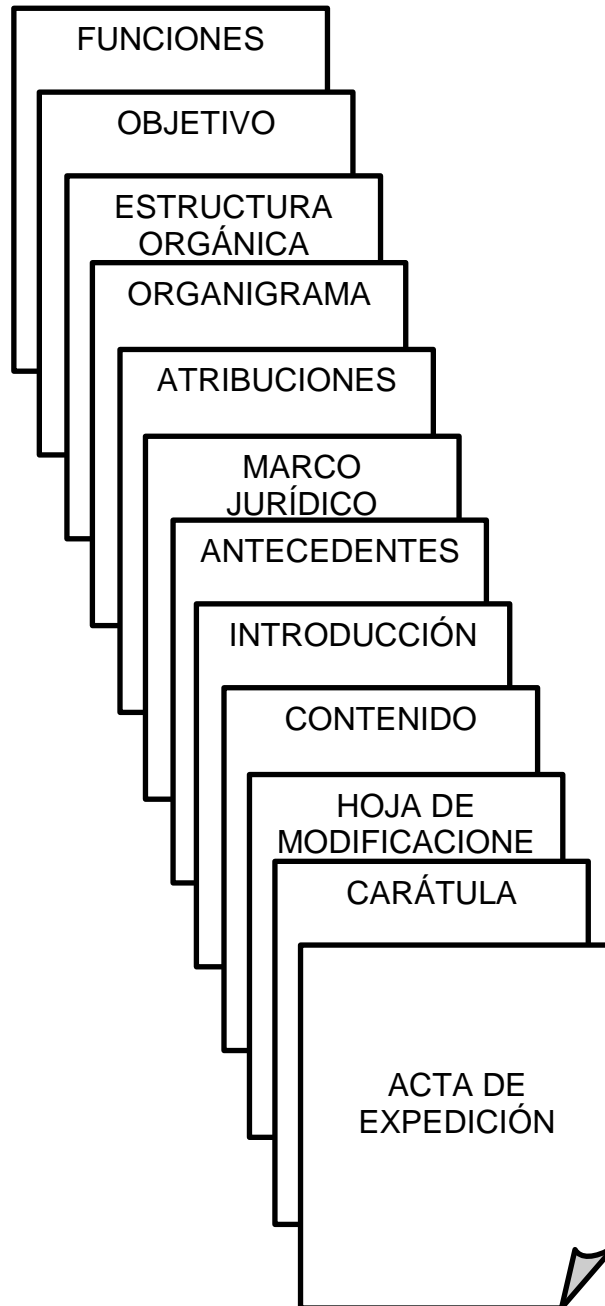 FUNCIONES
OBJETIVO
ESTRUCTURA
ORGÁNICA
ORGANIGRAMA
ATRIBUCIONES
MARCO
JURÍDICO
ANTECEDENTES
INTRODUCCIÓN
CONTENIDO
HOJA DE
MODIFICACIONE
CARÁTULA
ACTA DE
EXPEDICIÓN